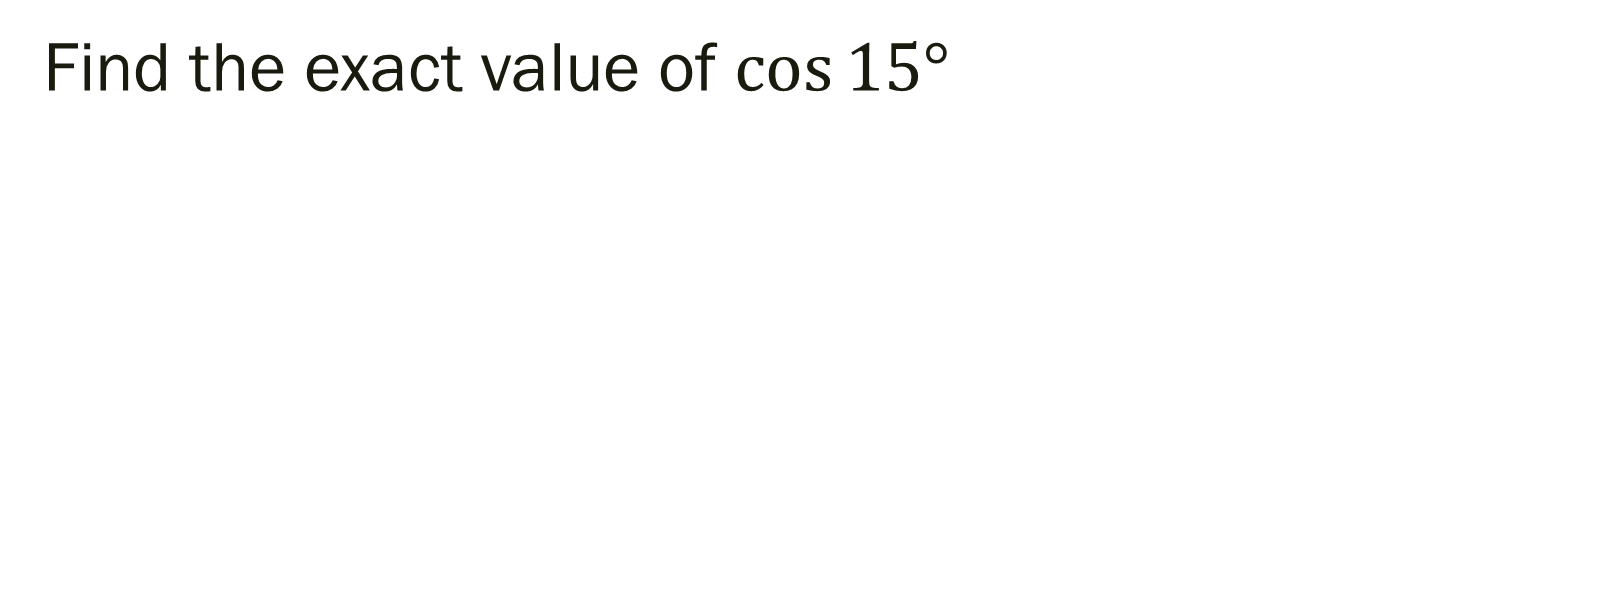 Find the exact value of cos 15°